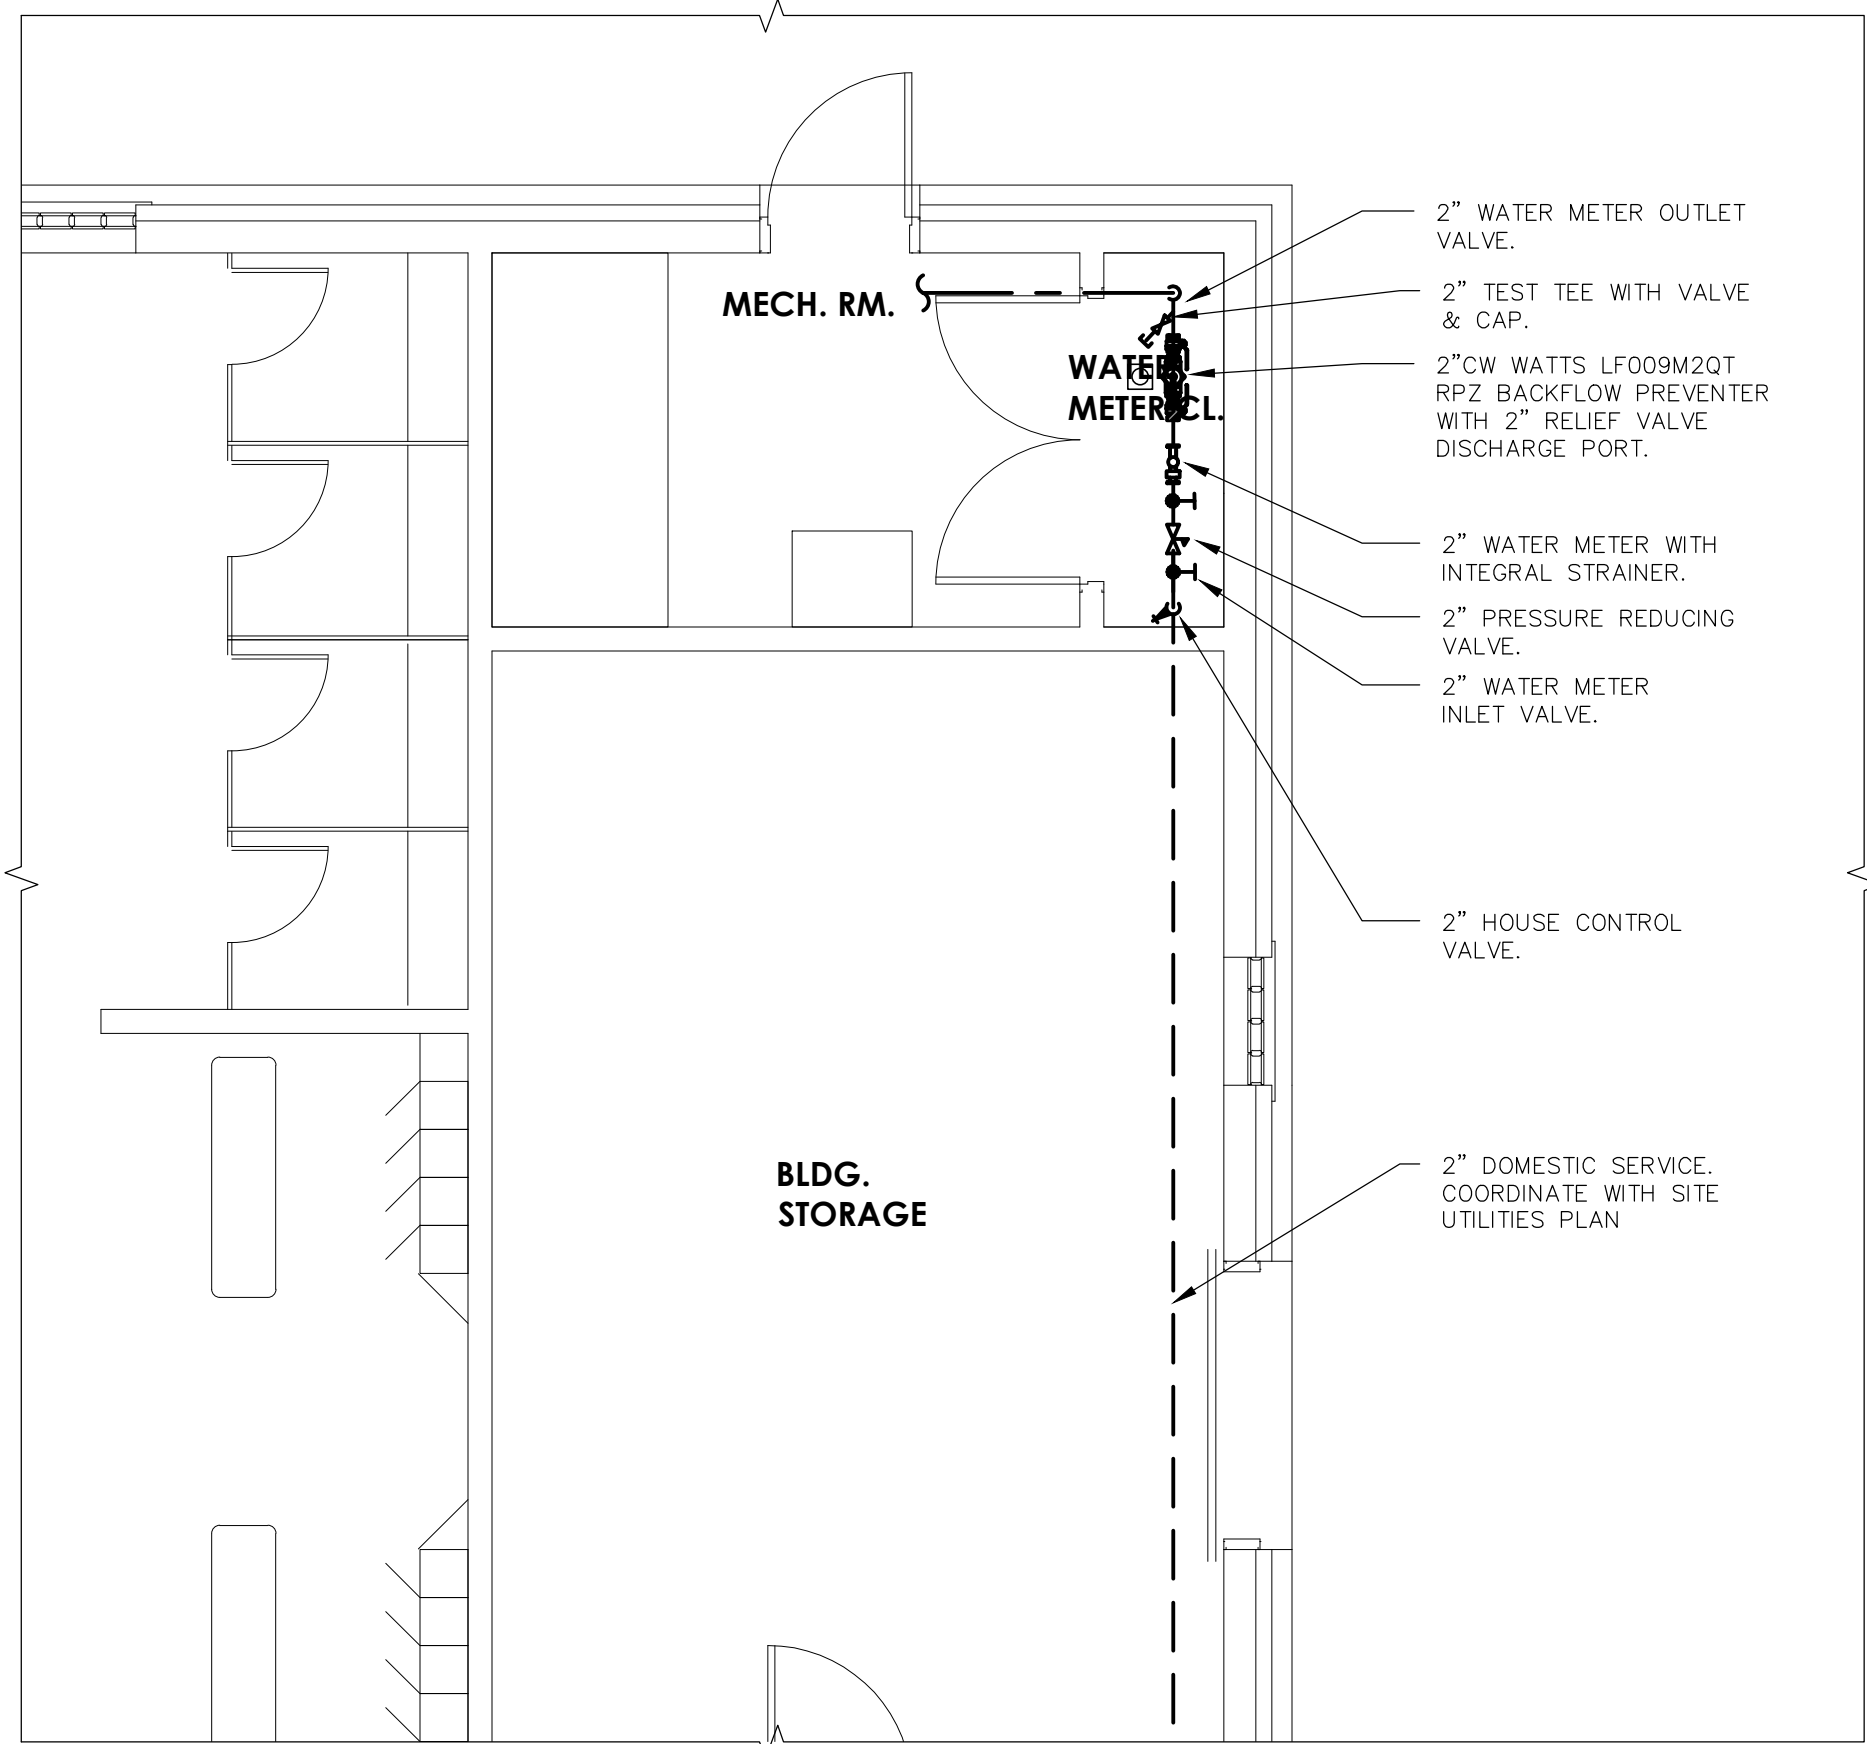 2” WATER METER OUTLET
VALVE.
MECH. RM.
2” TEST TEE WITH VALVE
& CAP.
WATER
METER CL.
2”CW WATTS LF009M2QT
RPZ BACKFLOW PREVENTER
WITH 2” RELIEF VALVE
DISCHARGE PORT.
2” WATER METER WITH
INTEGRAL STRAINER.
2” PRESSURE REDUCING
VALVE.
2” WATER METER
INLET VALVE.
2” HOUSE CONTROL
VALVE.
BLDG.
STORAGE
2” DOMESTIC SERVICE.
COORDINATE WITH SITE
UTILITIES PLAN